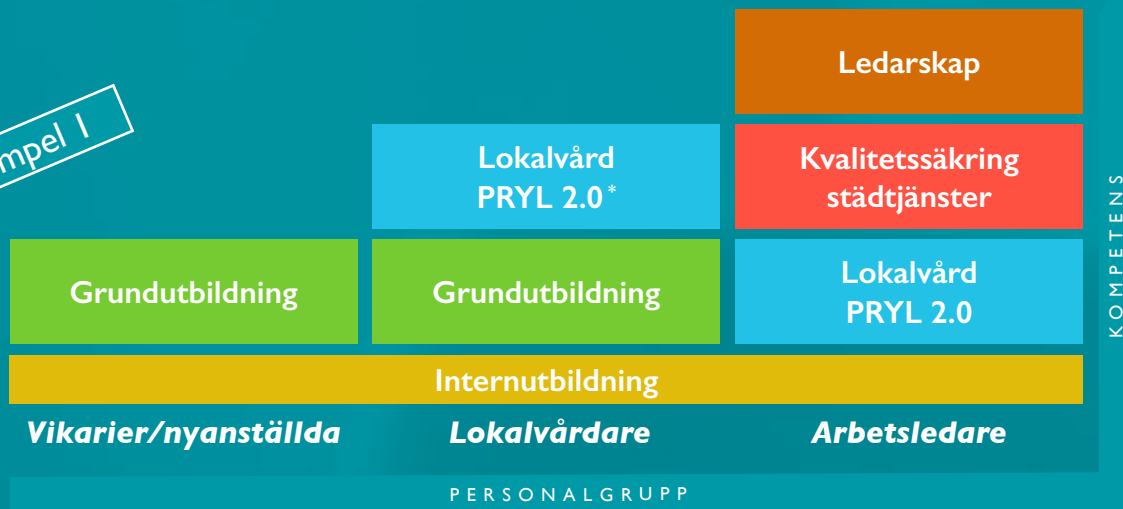 Ledarskap
mpel 1
Lokalvård
PRYL 2.0*
Kvalitetssäkring
städtjänster
Grundutbildning
Grundutbildning
Lokalvård
PRYL 2.0
Internutbildning
Vikarier/nyanställda
Lokalvårdare
Arbetsledare
KOMPETENS
PERSONALGRUPP